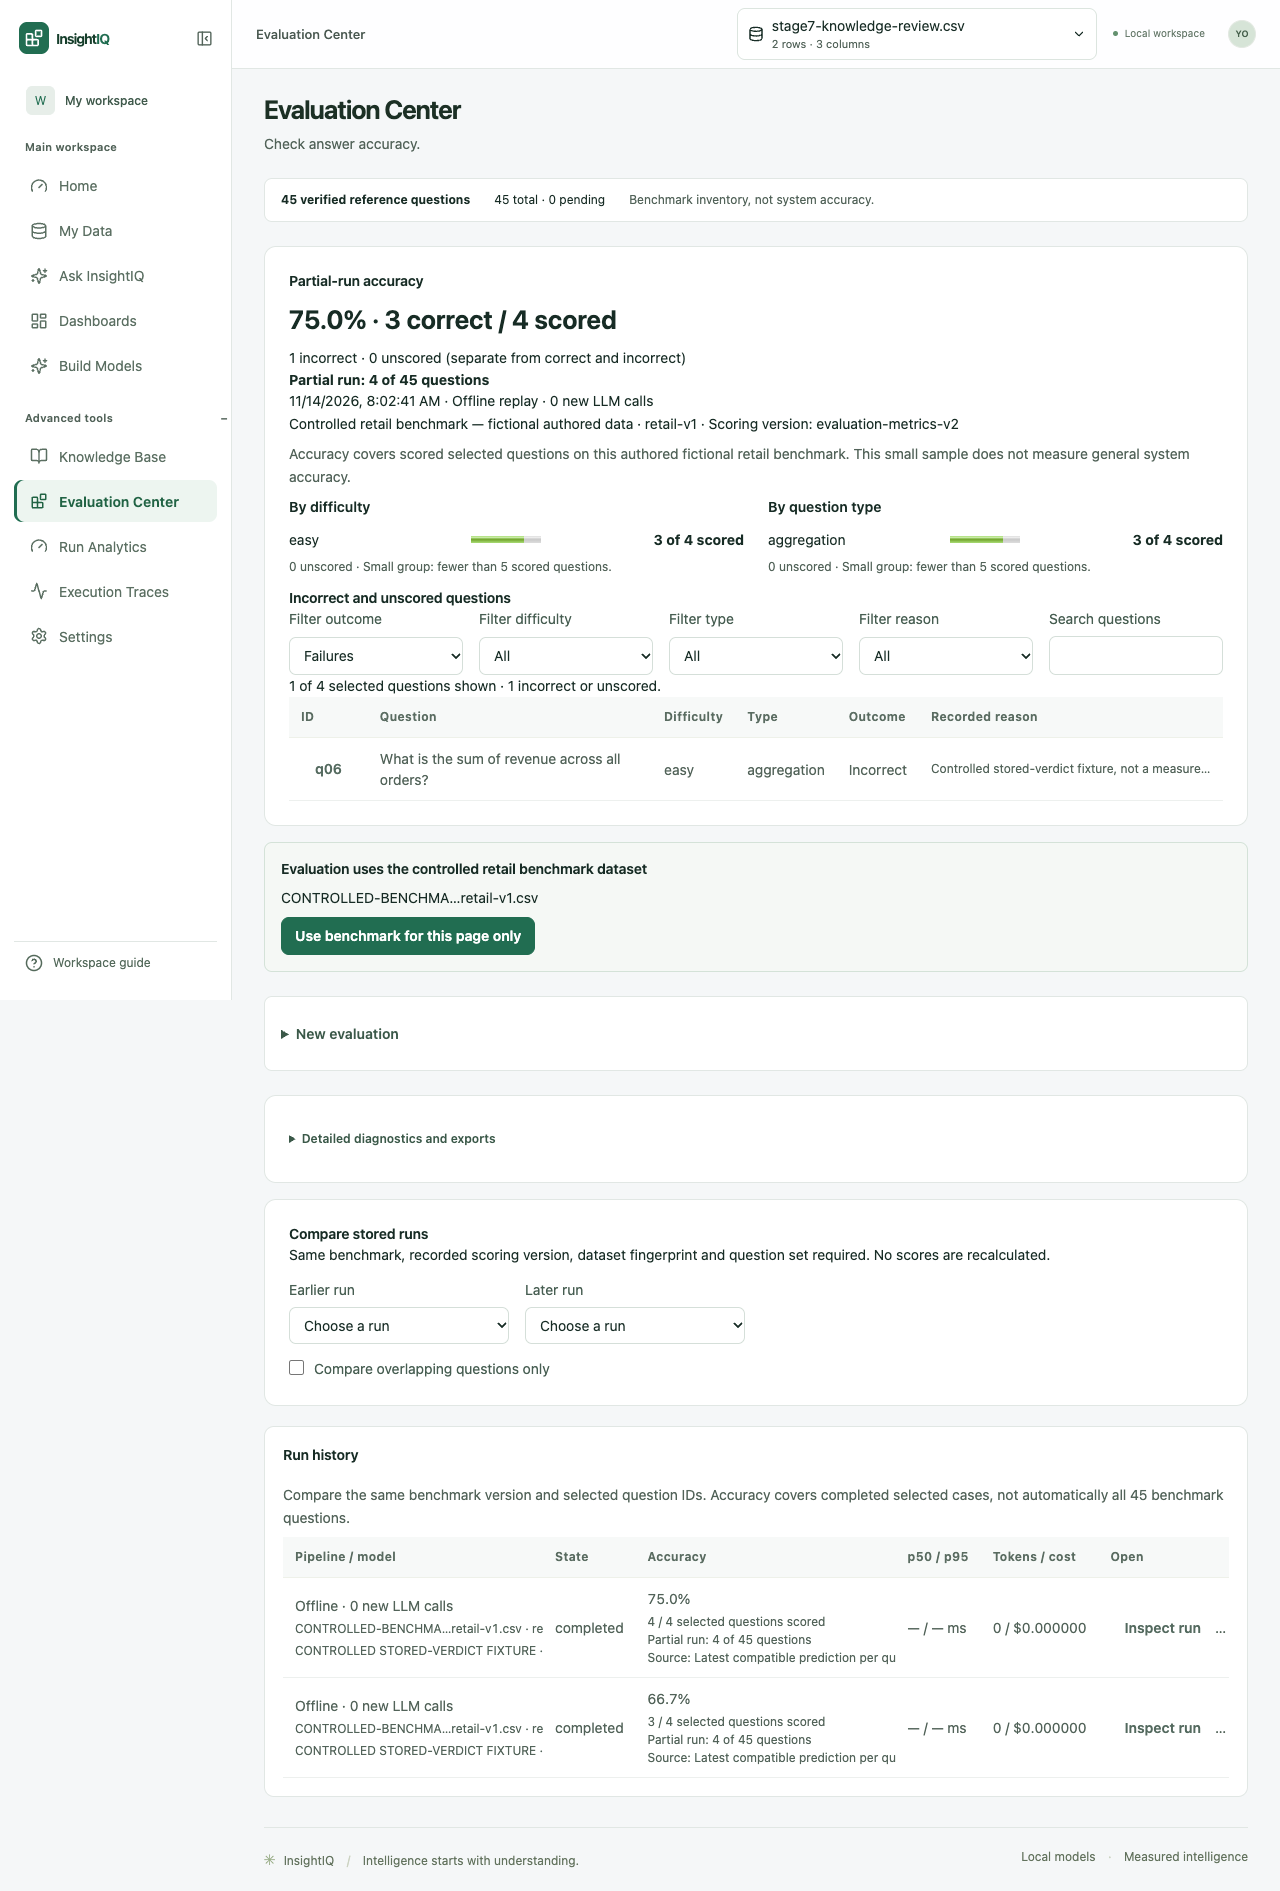 InsightIQ
W My workspace
Main workspace
Home
My Data
Ask InsightIQ
Dashboards
Build Models
Advanced tools –
Knowledge Base
Evaluation Center
Run Analytics
Execution Traces
Settings
Workspace guide
Evaluation Center
stage7-knowledge-review.csv
2 rows · 3 columns
Local workspace
YO
Evaluation Center
Check answer accuracy.
45 verified reference questions 45 total · 0 pending Benchmark inventory, not system accuracy.
Partial-run accuracy
75.0% · 3 correct / 4 scored
1 incorrect · 0 unscored (separate from correct and incorrect)
Partial run: 4 of 45 questions
11/14/2026, 8:02:41 AM · Offline replay · 0 new LLM calls
Controlled retail benchmark — fictional authored data · retail-v1 · Scoring version: evaluation-metrics-v2
Accuracy covers scored selected questions on this authored fictional retail benchmark. This small sample does not measure general system
accuracy.
By difficulty
easy 3 of 4 scored
0 unscored · Small group: fewer than 5 scored questions.
By question type
aggregation 3 of 4 scored
0 unscored · Small group: fewer than 5 scored questions.
Incorrect and unscored questions
Filter outcome Filter difficulty Filter type Filter reason Search questions
Failures All All All
1 of 4 selected questions shown · 1 incorrect or unscored.
ID Question Difficulty Type Outcome Recorded reason
q06 What is the sum of revenue across all
orders? easy aggregation Incorrect Controlled stored-verdict fixture, not a measure...
Evaluation uses the controlled retail benchmark dataset
CONTROLLED-BENCHMA...retail-v1.csv
Use benchmark for this page only
New evaluation
Detailed diagnostics and exports
Compare stored runs
Same benchmark, recorded scoring version, dataset fingerprint and question set required. No scores are recalculated.
Earlier run Later run
Choose a run Choose a run
Compare overlapping questions only
Run history
Compare the same benchmark version and selected question IDs. Accuracy covers completed selected cases, not automatically all 45 benchmark
questions.
Pipeline / model State Accuracy p50 / p95 Tokens / cost Open
Offline · 0 new LLM calls
CONTROLLED-BENCHMA...retail-v1.csv · re
CONTROLLED STORED-VERDICT FIXTURE ·
completed
75.0%
4 / 4 selected questions scored
Partial run: 4 of 45 questions
Source: Latest compatible prediction per qu
— / — ms 0 / $0.000000 Inspect run ...
Offline · 0 new LLM calls
CONTROLLED-BENCHMA...retail-v1.csv · re
CONTROLLED STORED-VERDICT FIXTURE ·
completed
66.7%
3 / 4 selected questions scored
Partial run: 4 of 45 questions
Source: Latest compatible prediction per qu
— / — ms 0 / $0.000000 Inspect run ...
InsightIQ / Intelligence starts with understanding.
Local models · Measured intelligence